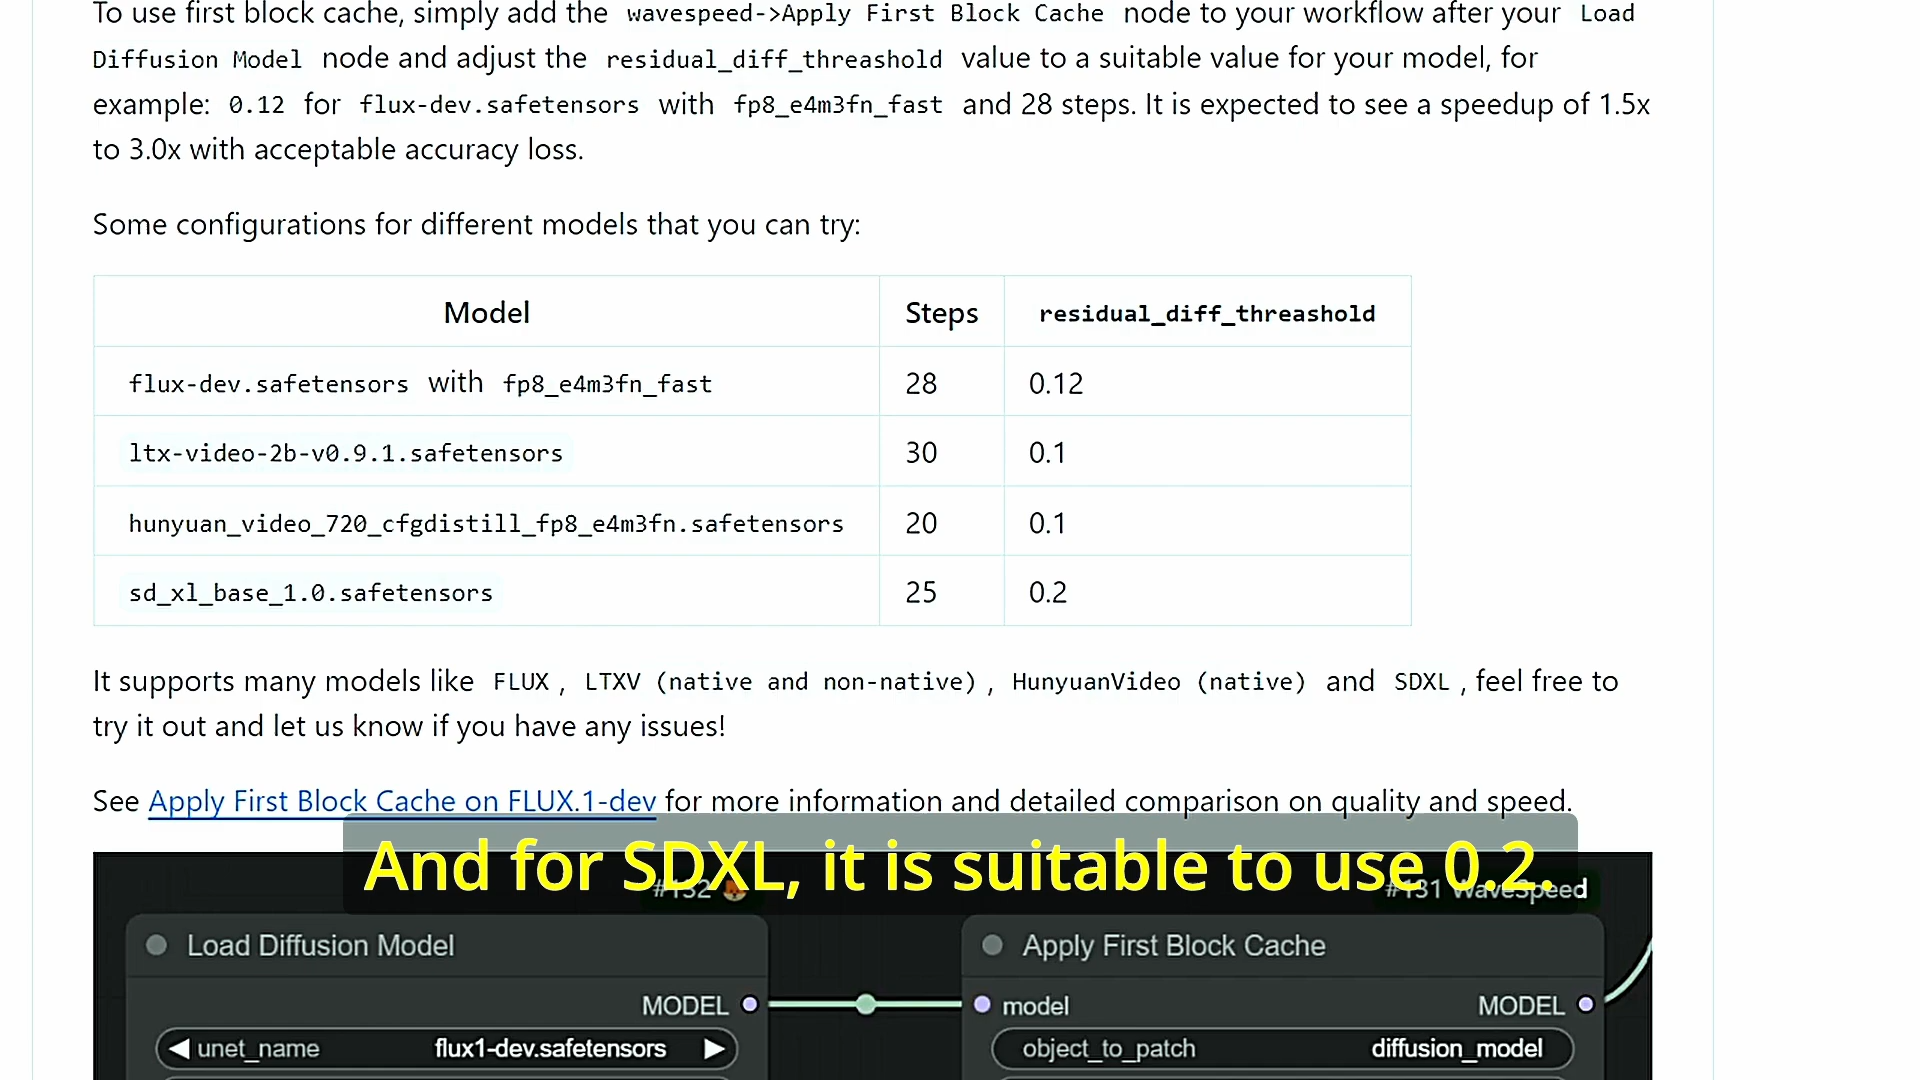 To use first block cache, simply add the wavespeed->Apply First Block Cache node to your workflow after your Load
Diffusion Model node and adjust the residual_diff_threashold value to a suitable value for your model, for
example: 0.12 for flux-dev.safetensors with fp8_e4m3fn_fast and 28 steps. It is expected to see a speedup of 1.5x
to 3.0x with acceptable accuracy loss.
Some configurations for different models that you can try:
Model Steps residual_diff_threashold
flux-dev.safetensors with fp8_e4m3fn_fast 28 0.12
ltx-video-2b-v0.9.1.safetensors 30 0.1
hunyuan_video_720_cfgdistill_fp8_e4m3fn.safetensors 20 0.1
sd_xl_base_1.0.safetensors 25 0.2
It supports many models like FLUX , LTXV (native and non-native) , HunyuanVideo (native) and SDXL , feel free to
try it out and let us know if you have any issues!
See Apply First Block Cache on FLUX.1-dev for more information and detailed comparison on quality and speed.
And for SDXL, it is suitable to use 0.2.
#132 🦊 #131 WaveSpeed
Load Diffusion Model Apply First Block Cache
MODEL model MODEL
unet_name flux1-dev.safetensors object_to_patch diffusion_model